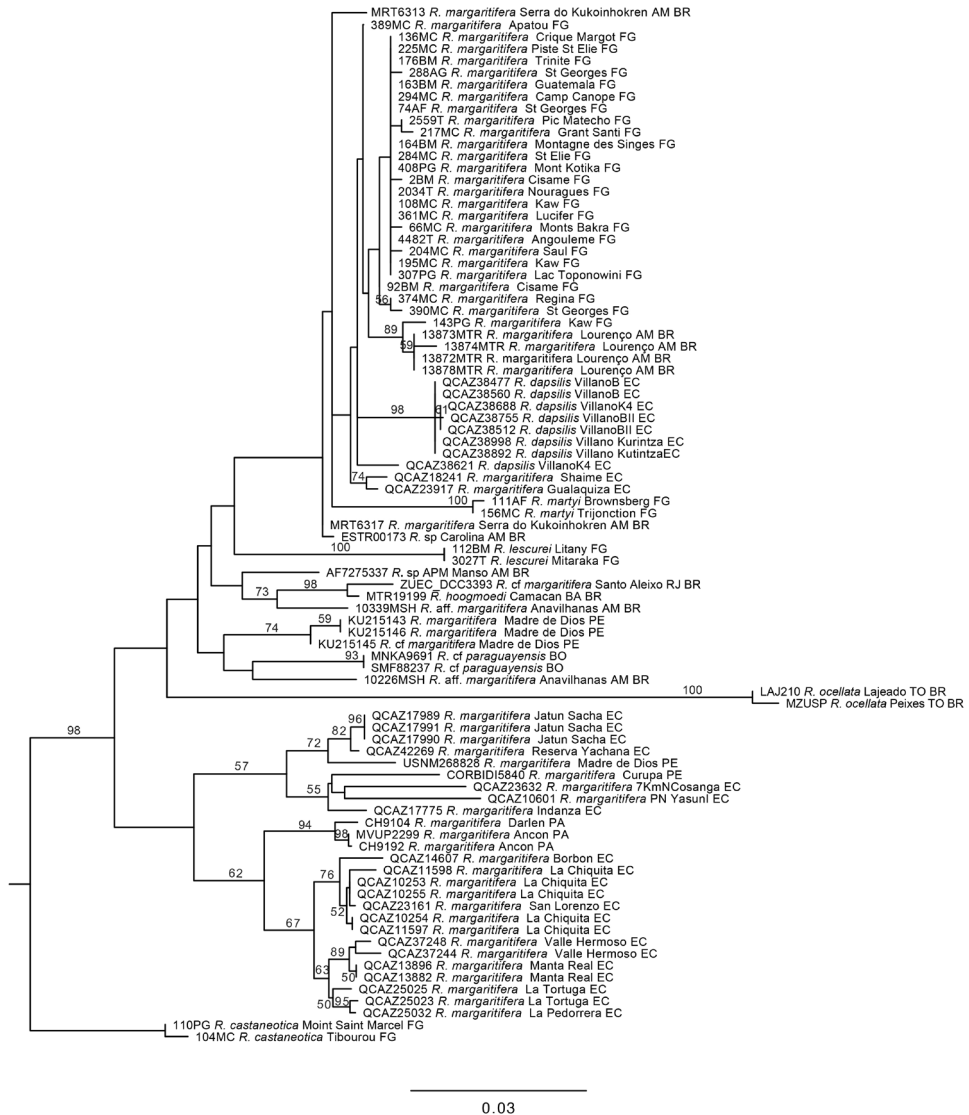 MRT6313 R. margaritifera Serra do Kukoinhokren AM BR
389MC R. margaritifera Apatou FG
136MC R. margaritifera Crique Margot FG
225MC R. margaritifera Piste St Elie FG
176BM R. margaritifera Trinite FG
288AG R. margaritifera St Georges FG
163BM R. margaritifera Guatemala FG
294MC R. margaritifera Camp Canope FG
74AF R. margaritifera St Georges FG
2559T R. margaritifera Pic Matecho FG
217MC R. margaritifera Grant Santi FG
164BM R. margaritifera Montagne des Singes FG
284MC R. margaritifera St Elie FG
408PG R. margaritifera Mont Kotika FG
2BM R. margaritifera Cisame FG
2034T R. margaritifera Nouragues FG
108MC R. margaritifera Kaw FG
361MC R. margaritifera Lucifer FG
66MC R. margaritifera Monts Bakra FG
4482T R. margaritifera Angouleme FG
204MC R. margaritifera Saul FG
195MC R. margaritifera Kaw FG
307PG R. margaritifera Lac Toponowini FG
92BM R. margaritifera Cisame FG
56 374MC R. margaritifera Regina FG
390MC R. margaritifera St Georges FG
143PG R. margaritifera Kaw FG
89
13873MTR R. margaritifera Lourenço AM BR
59 13874MTR R. margaritifera Lourenço AM BR
13872MTR R. margaritifera Lourenço AM BR
13878MTR R. margaritifera Lourenço AM BR
QCAZ38477 R. dapsilis VillanoB EC
QCAZ38560 R. dapsilis VillanoB EC
98 61 QCAZ38688 R. dapsilis VillanoK4 EC
QCAZ38755 R. dapsilis VillanoBII EC
QCAZ38512 R. dapsilis VillanoBII EC
QCAZ38998 R. dapsilis Villano Kurintza EC
QCAZ38892 R. dapsilis Villano KutintzaEC
QCAZ38621 R. dapsilis VillanoK4 EC
74 QCAZ18241 R. margaritifera Shaime EC
QCAZ23917 R. margaritifera Gualaquiza EC
100 111AF R. martyi Brownsberg FG
156MC R. martyi Trijonction FG
MRT6317 R. margaritifera Serra do Kukoinhokren AM BR
ESTR00173 R. sp Carolina AM BR
100 112BM R. lescurei Litany FG
3027T R. lescurei Mitaraka FG
AF7275337 R. sp APM Manso AM BR
98 ZUEC_DCC3393 R. cf margaritifera Santo Aleixo RJ BR
73 MTR19199 R. hoogmoedi Camacan BA BR
10339MSH R. aff. margaritifera Anavilhanas AM BR
59 KU215143 R. margaritifera Madre de Dios PE
74 KU215146 R. margaritifera Madre de Dios PE
KU215145 R. cf margaritifera Madre de Dios PE
93 MNKA9691 R. cf paraguayensis BO
SMF88237 R. cf paraguayensis BO
10226MSH R. aff. margaritifera Anavilhanas AM BR
100 LAJ210 R. ocellata Lajeado TO BR
MZUSP R. ocellata Peixes TO BR
98
96 QCAZ17989 R. margaritifera Jatun Sacha EC
QCAZ17991 R. margaritifera Jatun Sacha EC
82 QCAZ17990 R. margaritifera Jatun Sacha EC
72 QCAZ42269 R. margaritifera Reserva Yachana EC
USNM268828 R. margaritifera Madre de Dios PE
57
CORBIDI5840 R. margaritifera Curupa PE
55 QCAZ23632 R. margaritifera 7KmNCosanga EC
QCAZ10601 R. margaritifera PN YasunI EC
QCAZ17775 R. margaritifera Indanza EC
94 CH9104 R. margaritifera Darlen PA
98 MVUP2299 R. margaritifera Ancon PA
CH9192 R. margaritifera Ancon PA
62
QCAZ14607 R. margaritifera Borbon EC
76 QCAZ11598 R. margaritifera La Chiquita EC
QCAZ10253 R. margaritifera La Chiquita EC
QCAZ10255 R. margaritifera La Chiquita EC
52 QCAZ23161 R. margaritifera San Lorenzo EC
QCAZ10254 R. margaritifera La Chiquita EC
QCAZ11597 R. margaritifera La Chiquita EC
67
QCAZ37248 R. margaritifera Valle Hermoso EC
89 QCAZ37244 R. margaritifera Valle Hermoso EC
63 QCAZ13896 R. margaritifera Manta Real EC
50 QCAZ13882 R. margaritifera Manta Real EC
QCAZ25025 R. margaritifera La Tortuga EC
50 95 QCAZ25023 R. margaritifera La Tortuga EC
QCAZ25032 R. margaritifera La Pedorrera EC
110PG R. castaneotica Moint Saint Marcel FG
104MC R. castaneotica Tibourou FG
0.03